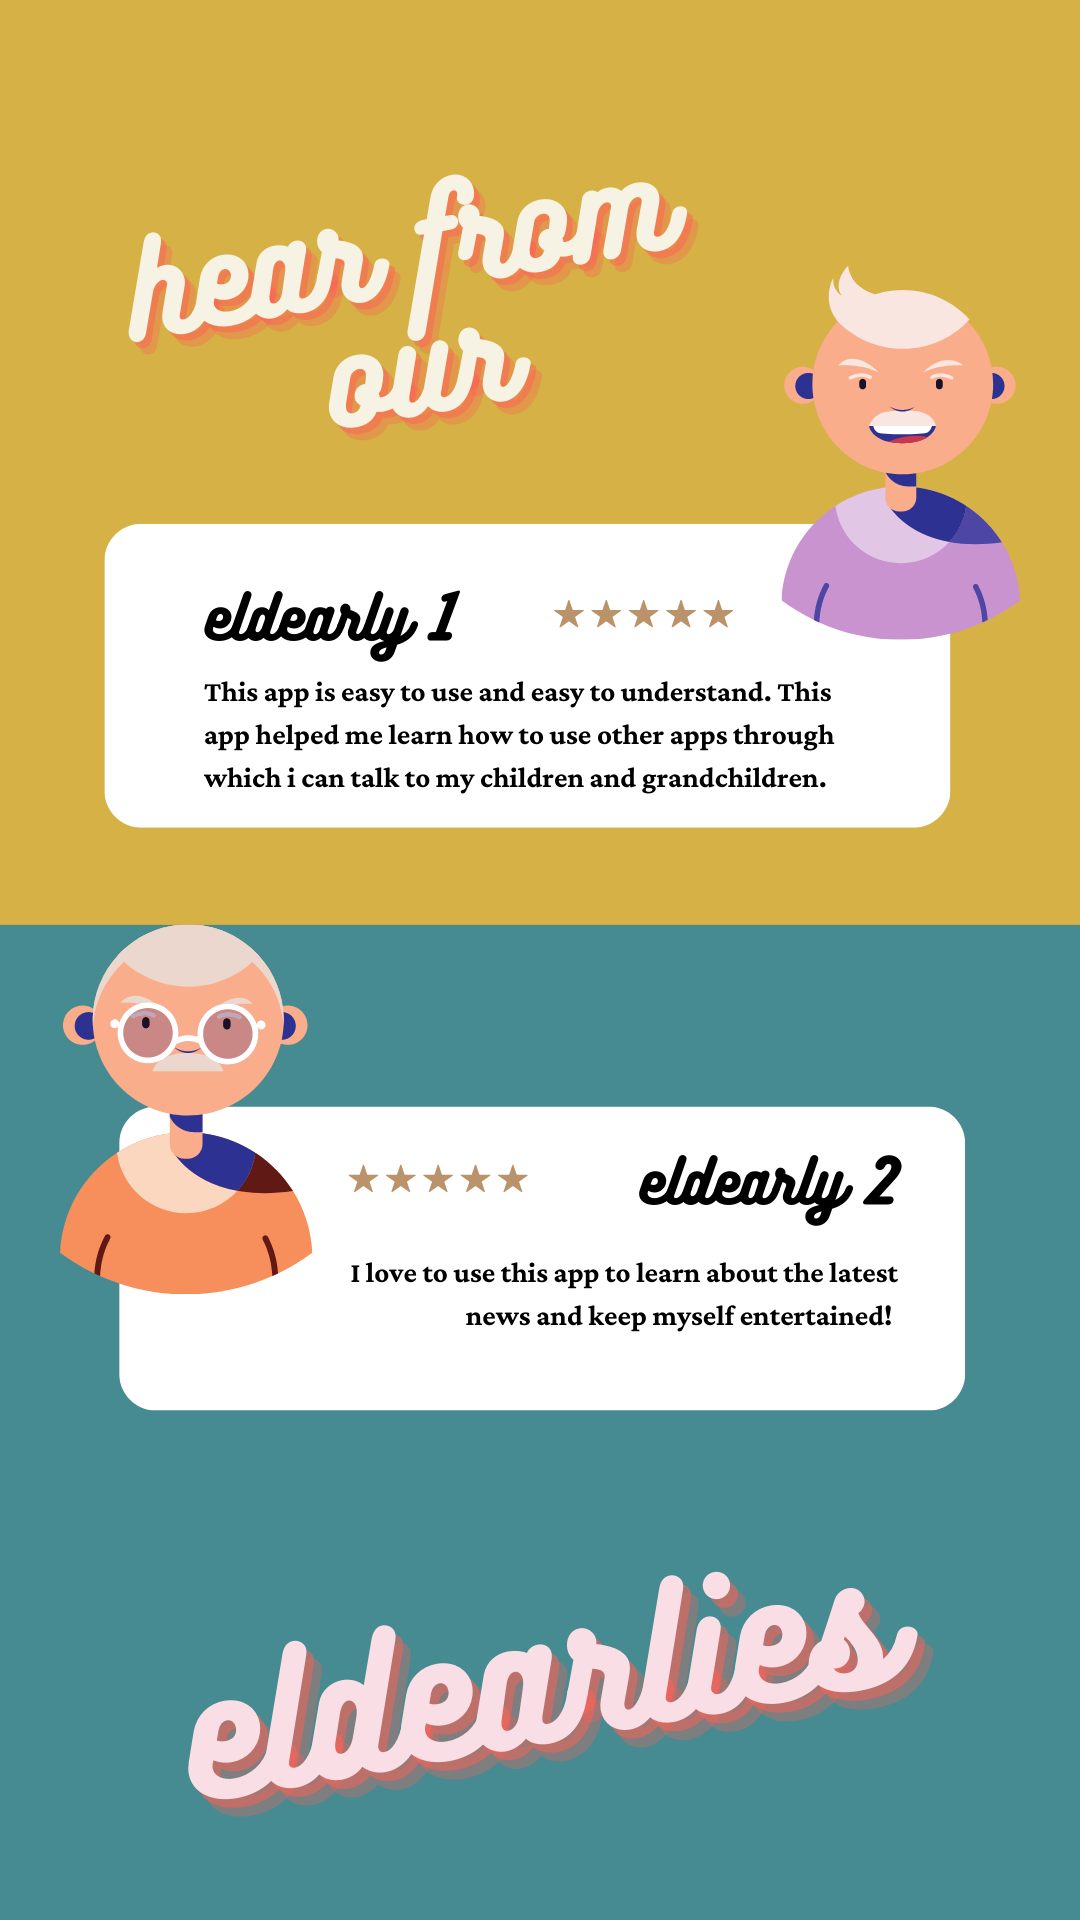 hear from
our
eldearly 1
This app is easy to use and easy to understand. This
app helped me learn how to use other apps through
which i can talk to my children and grandchildren.
eldearly 2
I love to use this app to learn about the latest
news and keep myself entertained!
eldearlies